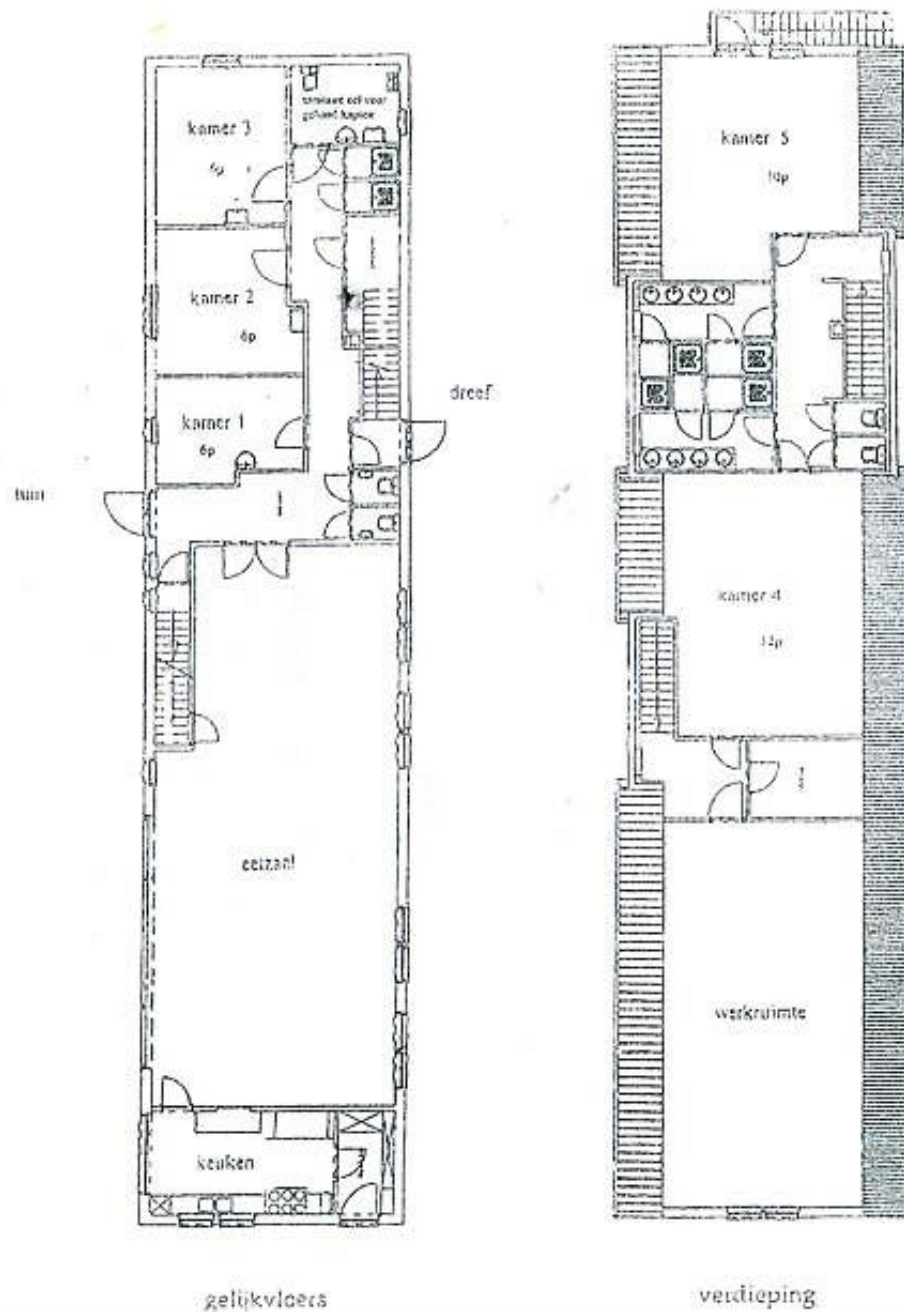 kamer 3
6p
kamer 2
6p
kamer 1
6p
tuin
dreef
eetzaal
keuken
gelijkvloers
kamer 5
10p
kamer 4
12p
werkruimte
verdieping